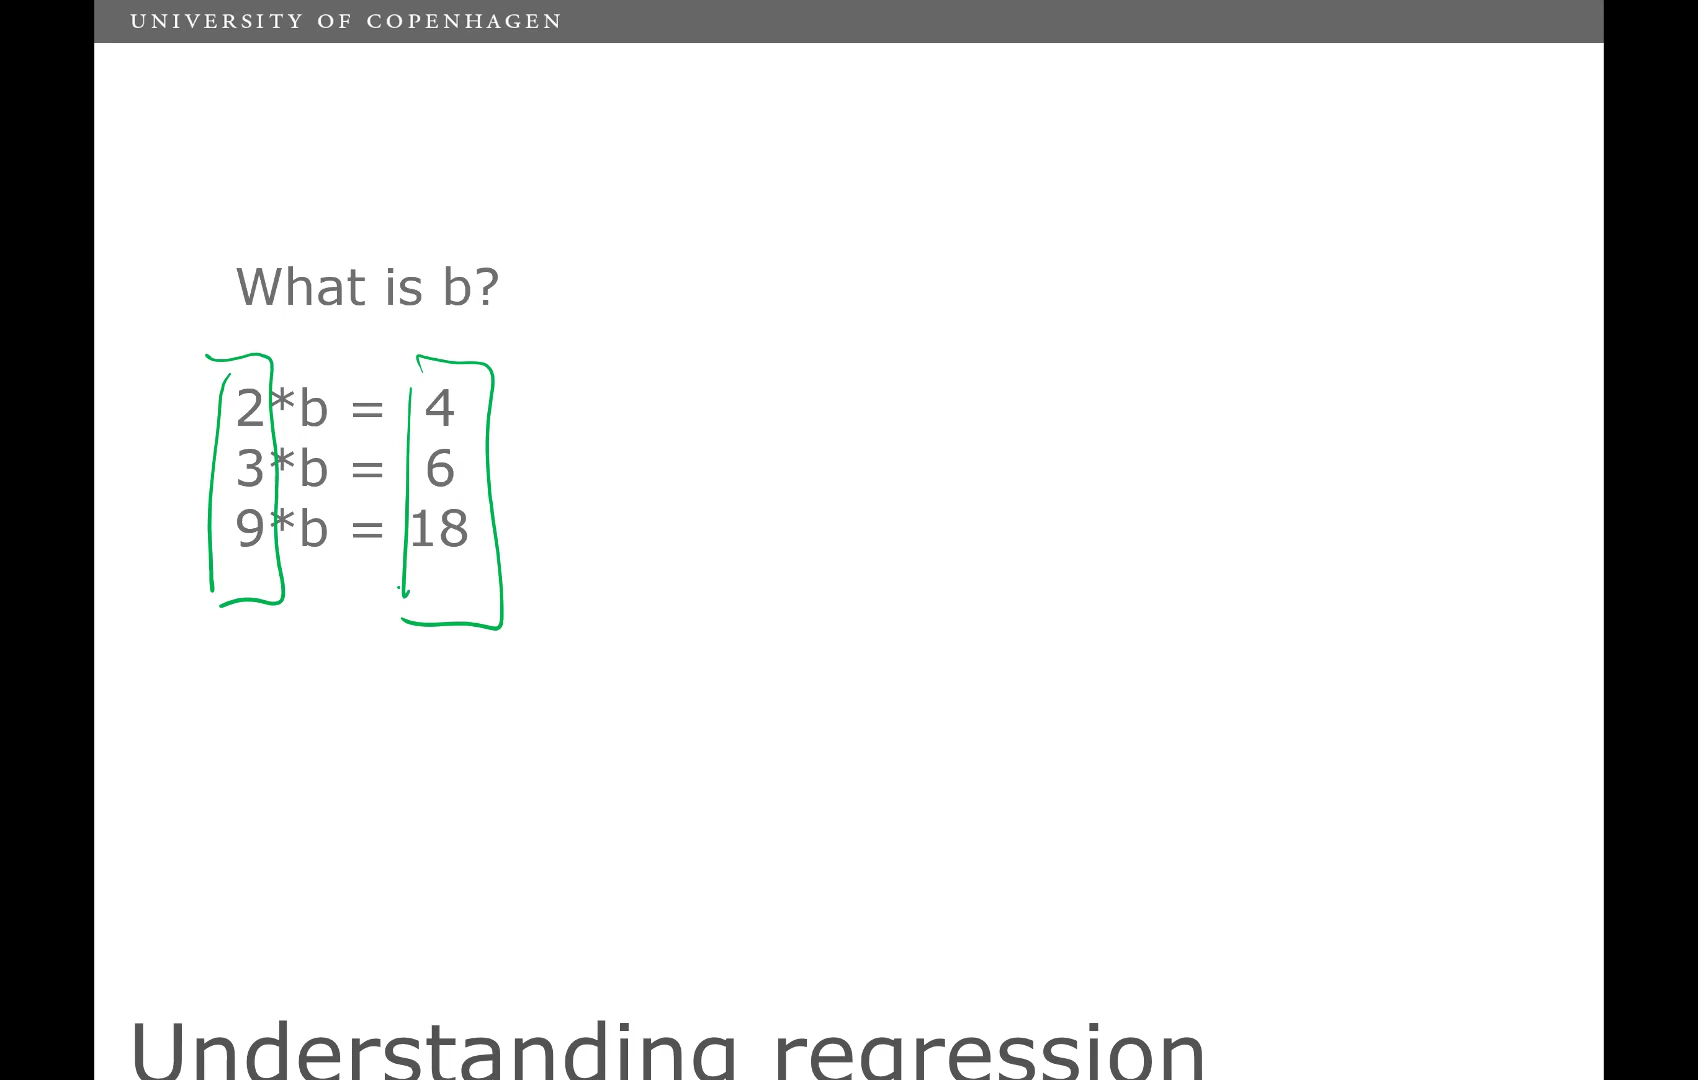 UNIVERSITY OF COPENHAGEN
What is b?
2*b = 4
3*b = 6
9*b = 18
Understanding regression